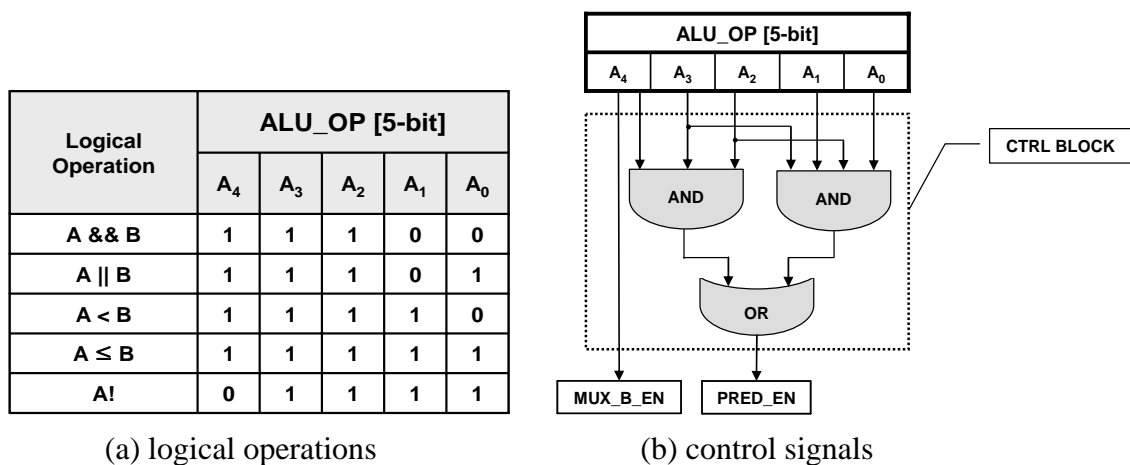 Logical Operation ALU_OP [5-bit]
A4 A3 A2 A1 A0
A && B 1 1 1 0 0
A || B 1 1 1 0 1
A < B 1 1 1 1 0
A ≤ B 1 1 1 1 1
A! 0 1 1 1 1
(a) logical operations
ALU_OP [5-bit]
A4 A3 A2 A1 A0
CTRL BLOCK
AND AND
OR
MUX_B_EN PRED_EN
(b) control signals